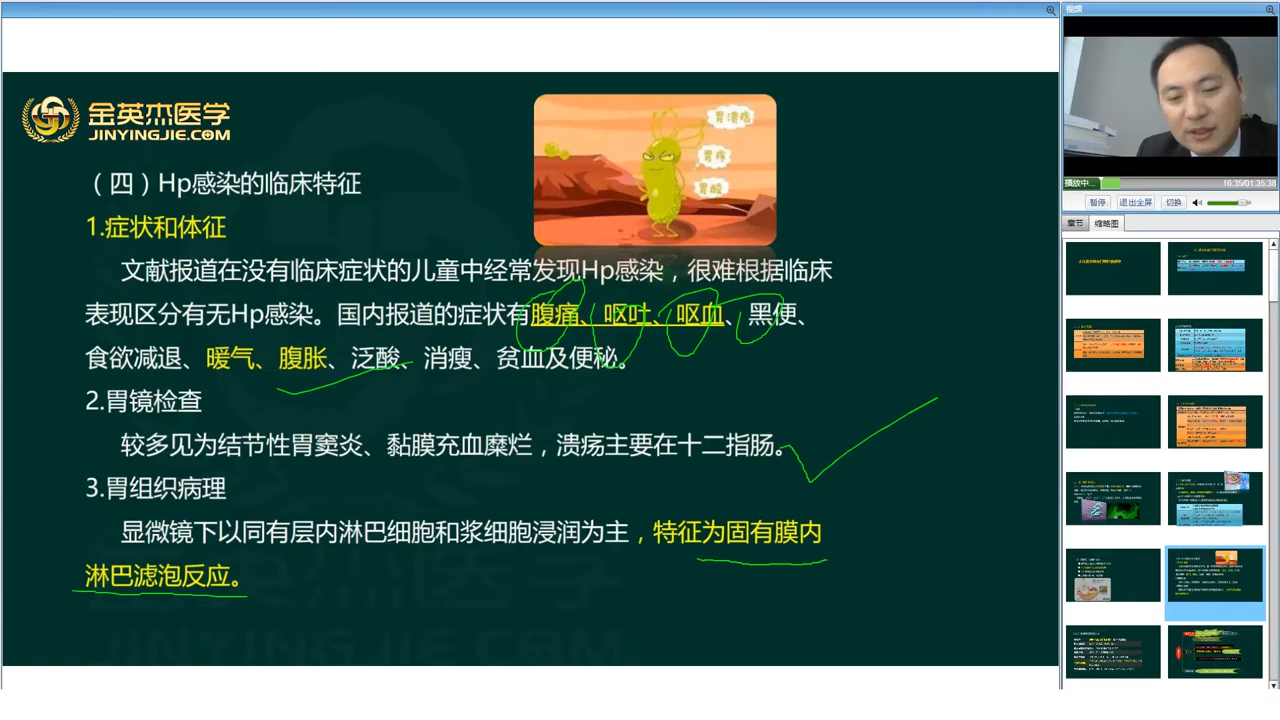 视频
金英杰医学
JINYINGJIE.COM
胃溃疡
胃疼
胃酸
（四）Hp感染的临床特征
1.症状和体征
文献报道在没有临床症状的儿童中经常发现Hp感染，很难根据临床
表现区分有无Hp感染。国内报道的症状有腹痛、呕吐、呕血、黑便、
食欲减退、暖气、腹胀、泛酸、消瘦、贫血及便秘。
2.胃镜检查
较多见为结节性胃窦炎、黏膜充血糜烂，溃疡主要在十二指肠。
3.胃组织病理
显微镜下以同有层内淋巴细胞和浆细胞浸润为主，特征为固有膜内
淋巴滤泡反应。
JINYINGJIE.COM
播放中...
16:35/01:35:38
暂停
退出全屏
切换
章节
缩略图